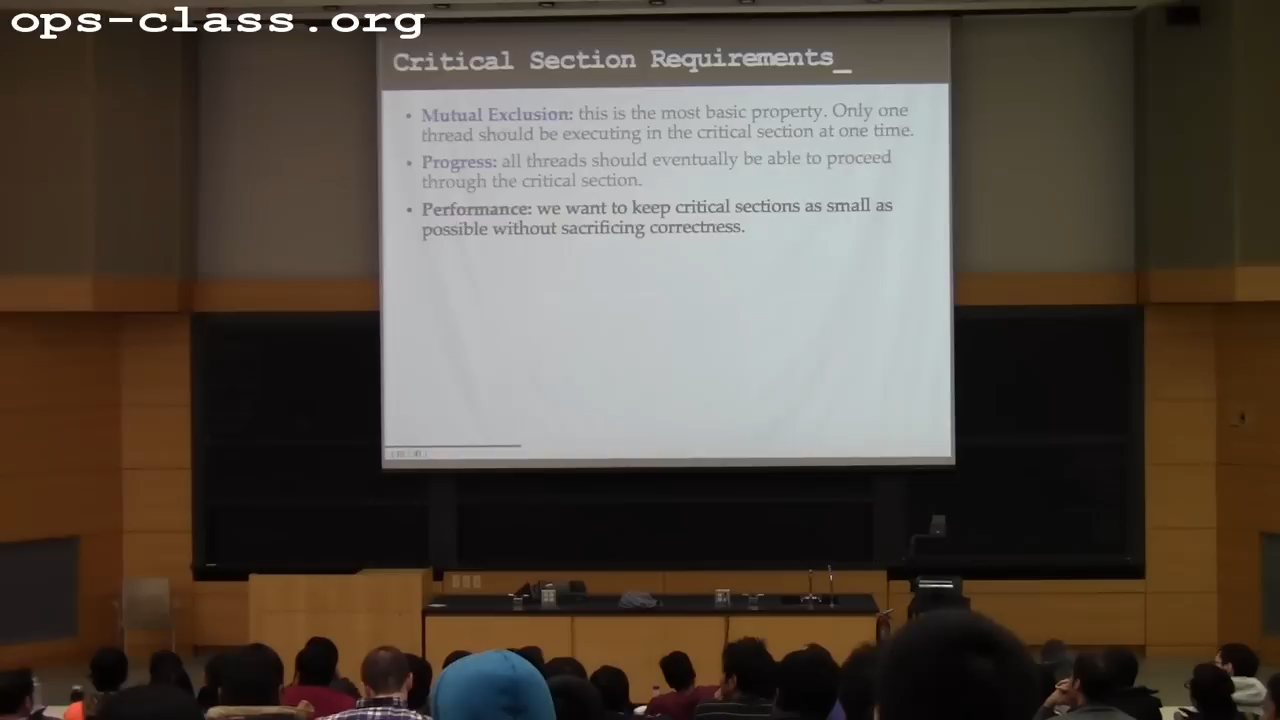 ops-class.org
Critical Section Requirements_
• Mutual Exclusion: this is the most basic property. Only one
thread should be executing in the critical section at one time.
• Progress: all threads should eventually be able to proceed
through the critical section.
• Performance: we want to keep critical sections as small as
possible without sacrificing correctness.